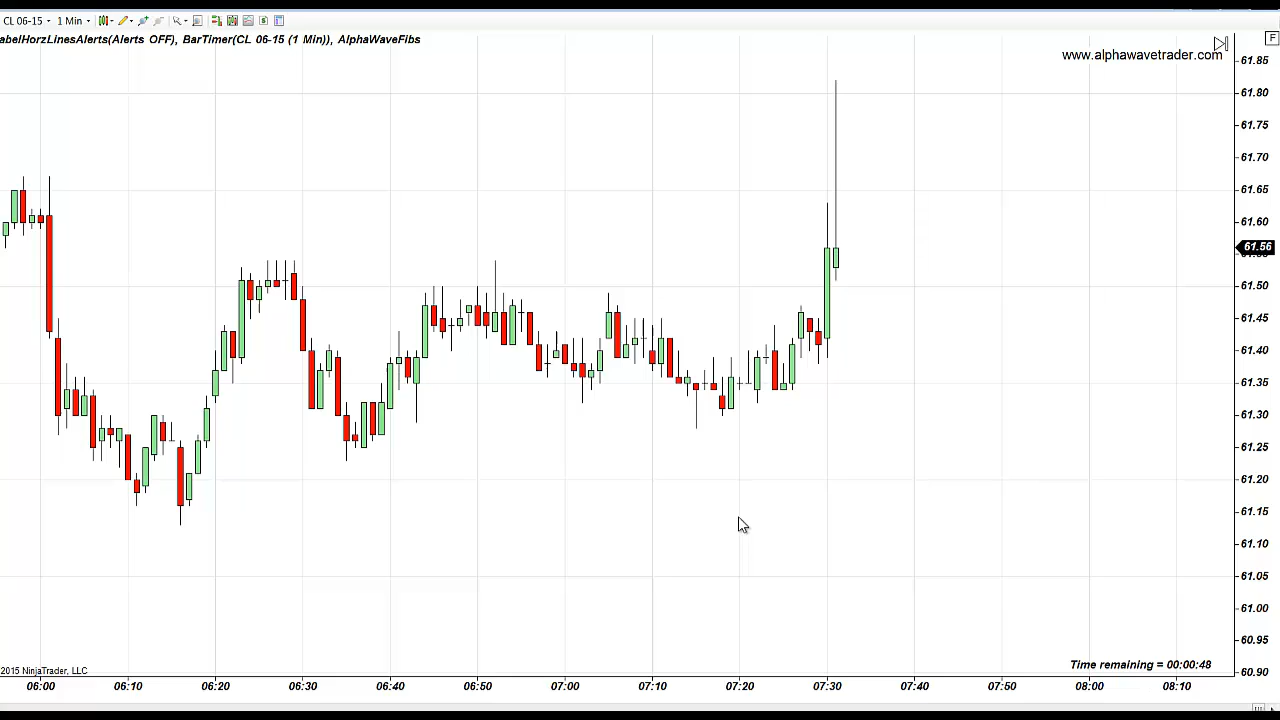 CL 06-15 1 Min
abelHorzLinesAlerts(Alerts OFF), BarTimer(CL 06-15 (1 Min)), AlphaWaveFibs
F
www.alphawavetrader.com
61.85
61.80
61.75
61.70
61.65
61.60
61.56
61.50
61.45
61.40
61.35
61.30
61.25
61.20
61.15
61.10
61.05
61.00
60.95
60.90
2015 NinjaTrader, LLC
Time remaining = 00:00:48
06:00 06:10 06:20 06:30 06:40 06:50 07:00 07:10 07:20 07:30 07:40 07:50 08:00 08:10